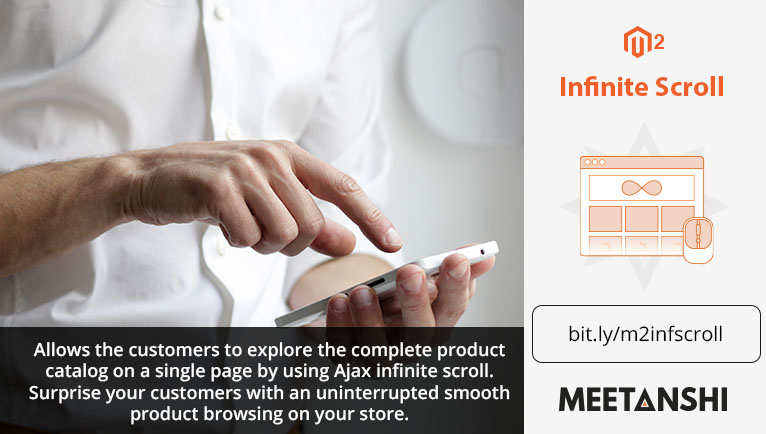 Allows the customers to explore the complete product
catalog on a single page by using Ajax infinite scroll.
Surprise your customers with an uninterrupted smooth
product browsing on your store.
2
Infinite Scroll
bit.ly/m2infscroll
MEETANSHI